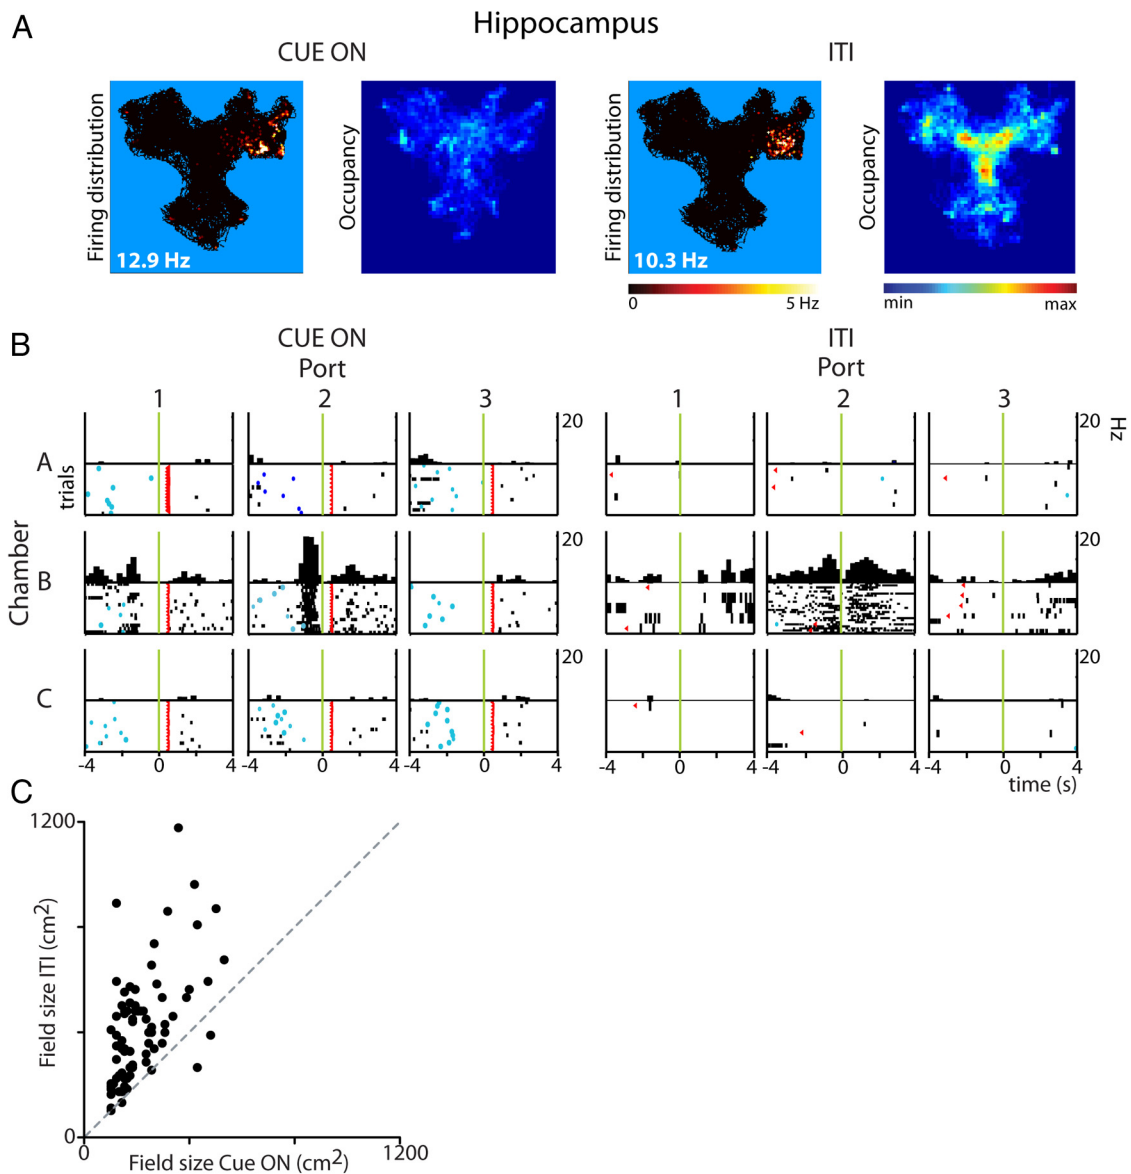 A
Hippocampus
CUE ON
ITI
Firing distribution
12.9 Hz
Occupancy
Firing distribution
10.3 Hz
Occupancy
0 5 Hz
min max
B
CUE ON
ITI
Port
Port
1 2 3
1 2 3
Chamber
trials
A
20
20
Hz
B
20
20
C
20
20
-4 0 4
0 4
-4 0 4
-4 0 4
-4 0 4
-4 0 4
time (s)
C
1200
Field size ITI (cm2)
0
0
Field size Cue ON (cm2)
1200